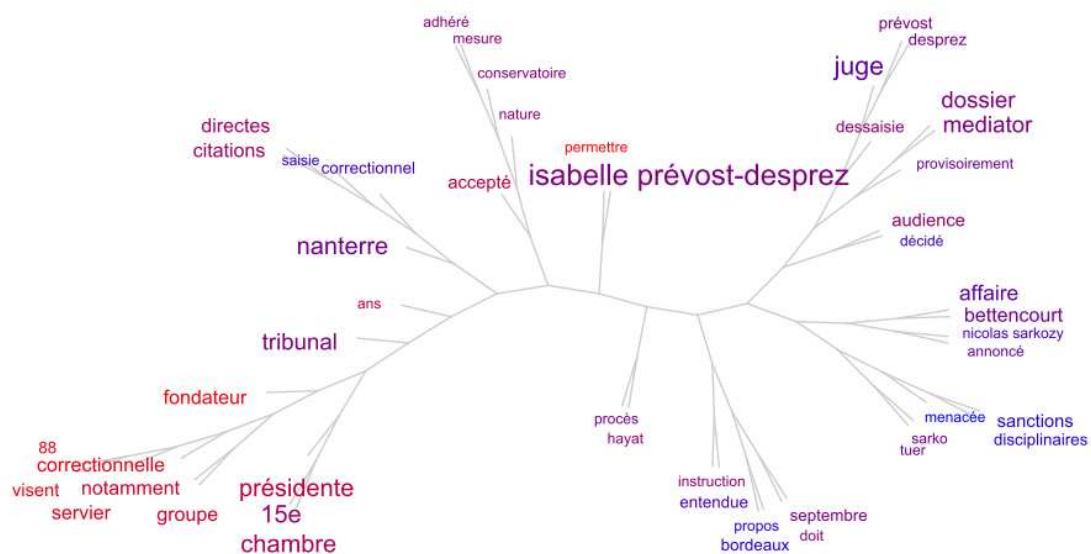 adhéré
mesure
conservatoire
nature
prévost
desprez
juge
dossier
mediator
dessaisie
provisoirement
directes
citations
saisie
correctionnel
permettre
accepté
isabelle prévost-desprez
audience
décidé
nanterre
ans
tribunal
affaire
bettencourt
nicolas sarkozy
annoncé
fondateur
procès
hayat
menacée
sanctions
disciplinaires
sarko
tuer
88
correctionnelle
visent
notamment
servier
groupe
présidente
15e
chambre
instruction
entendue
septembre
doit
propos
bordeaux